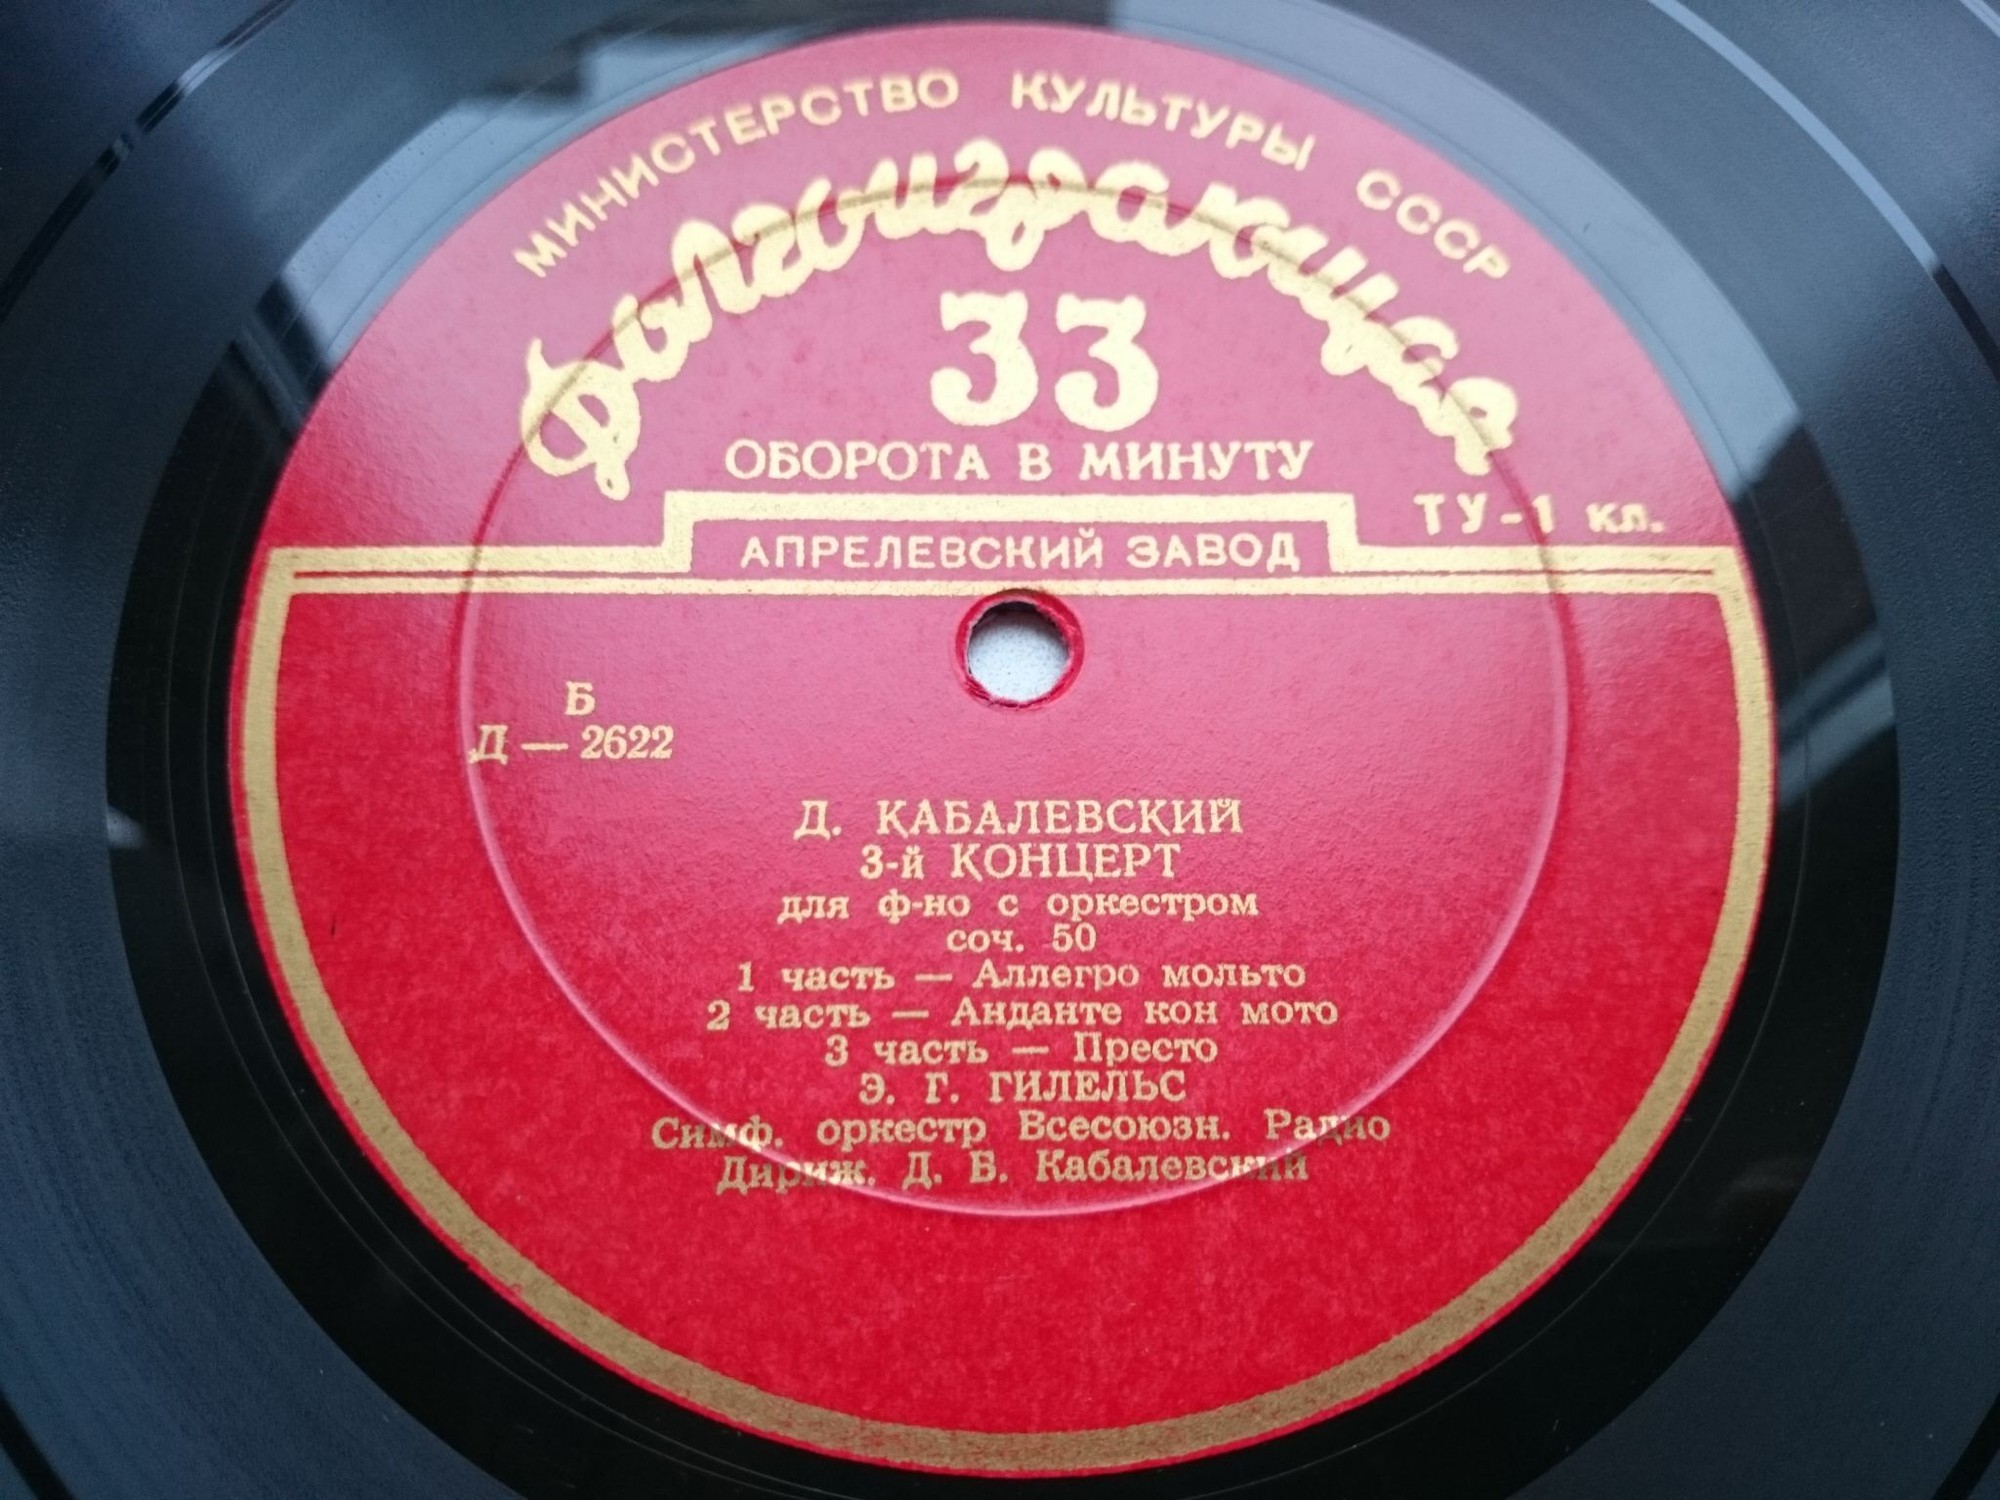 МИНИСТЕРСТВО КУЛЬТУРЫ СССР
Долгоиграющая
33
ОБОРОТА В МИНУТУ
ТУ-1 кл.
АПРЕЛЕВСКИЙ ЗАВОД
Б
Д — 2622
Д. КАБАЛЕВСКИЙ
3-й КОНЦЕРТ
для ф-но с оркестром
соч. 50
1 часть — Аллегро мольто
2 часть — Анданте кон мото
3 часть — Престо
Э. Г. ГИЛЕЛЬС
Симф. оркестр Всесоюзн. Радио
Дириж. Д. Б. Кабалевский